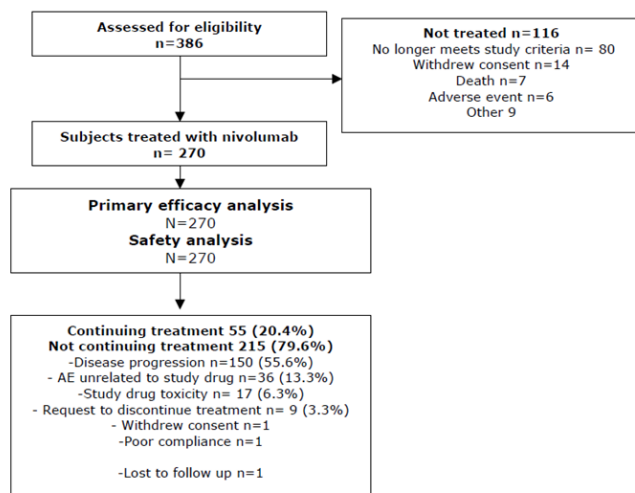 Assessed for eligibility
n=386
Not treated n=116
No longer meets study criteria n= 80
Withdrew consent n=14
Death n=7
Adverse event n=6
Other 9
Subjects treated with nivolumab
n= 270
Primary efficacy analysis
N=270
Safety analysis
N=270
Continuing treatment 55 (20.4%)
Not continuing treatment 215 (79.6%)
-Disease progression n=150 (55.6%)
- AE unrelated to study drug n=36 (13.3%)
-Study drug toxicity n= 17 (6.3%)
- Request to discontinue treatment n= 9 (3.3%)
- Withdrew consent n=1
-Poor compliance n=1
-Lost to follow up n=1